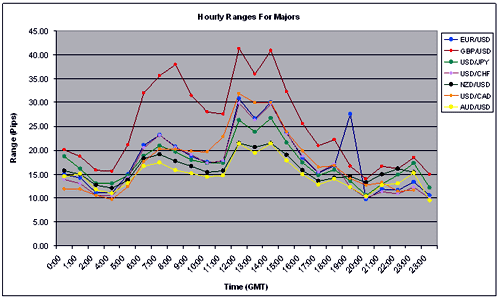 Hourly Ranges For Majors
45.00
40.00
35.00
30.00
25.00
20.00
15.00
10.00
5.00
0.00
Range (Pips)
0:00 1:00 2:00 3:00 4:00 5:00 6:00 7:00 8:00 9:00 10:00 11:00 12:00 13:00 14:00 15:00 16:00 17:00 18:00 19:00 20:00 21:00 22:00 23:00
Time (GMT)
EUR/USD
GBP/USD
USD/JPY
USD/CHF
NZD/USD
USD/CAD
AUD/USD